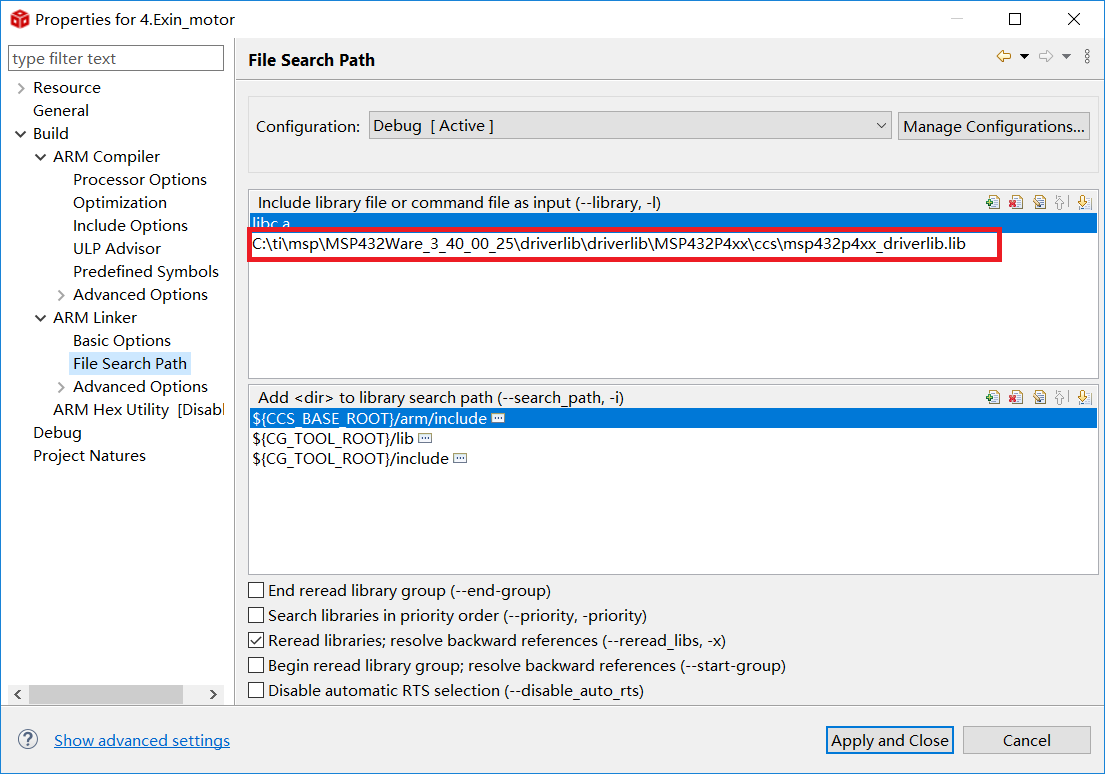 Properties for 4.Exin_motor
type filter text
Resource
General
Build
ARM Compiler
Processor Options
Optimization
Include Options
ULP Advisor
Predefined Symbols
Advanced Options
ARM Linker
Basic Options
File Search Path
Advanced Options
ARM Hex Utility [Disabl
Debug
Project Natures
File Search Path
Configuration: Debug [ Active ] Manage Configurations...
Include library file or command file as input (--library, -l)
libc.a
C:\ti\msp\MSP432Ware_3_40_00_25\driverlib\driverlib\MSP432P4xx\ccs\msp432p4xx_driverlib.lib
Add <dir> to library search path (--search_path, -i)
${CCS_BASE_ROOT}/arm/include
${CG_TOOL_ROOT}/lib
${CG_TOOL_ROOT}/include
End reread library group (--end-group)
Search libraries in priority order (--priority, -priority)
Reread libraries; resolve backward references (--reread_libs, -x)
Begin reread library group; resolve backward references (--start-group)
Disable automatic RTS selection (--disable_auto_rts)
Show advanced settings
Apply and Close
Cancel